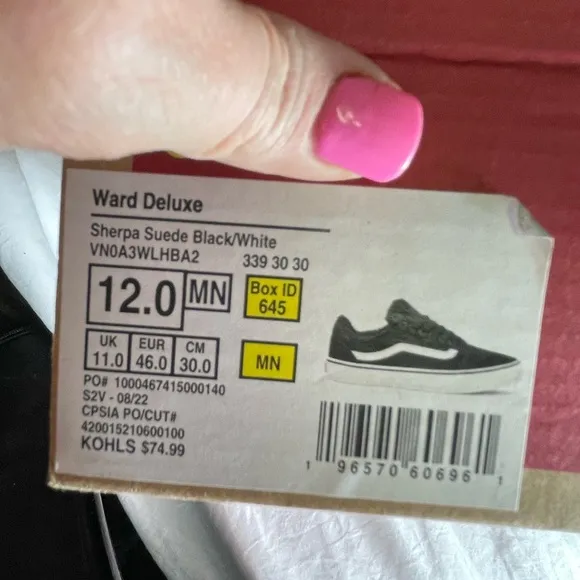 Ward Deluxe
Sherpa Suede Black/White
VN0A3WLHBA2 339 30 30
12.0 MN
Box ID
645
UK EUR CM
11.0 46.0 30.0
MN
PO# 1000467415000140
S2V - 08/22
CPSIA PO/CUT#
420015210600100
KOHLS $74.99
1 96570 60696 1